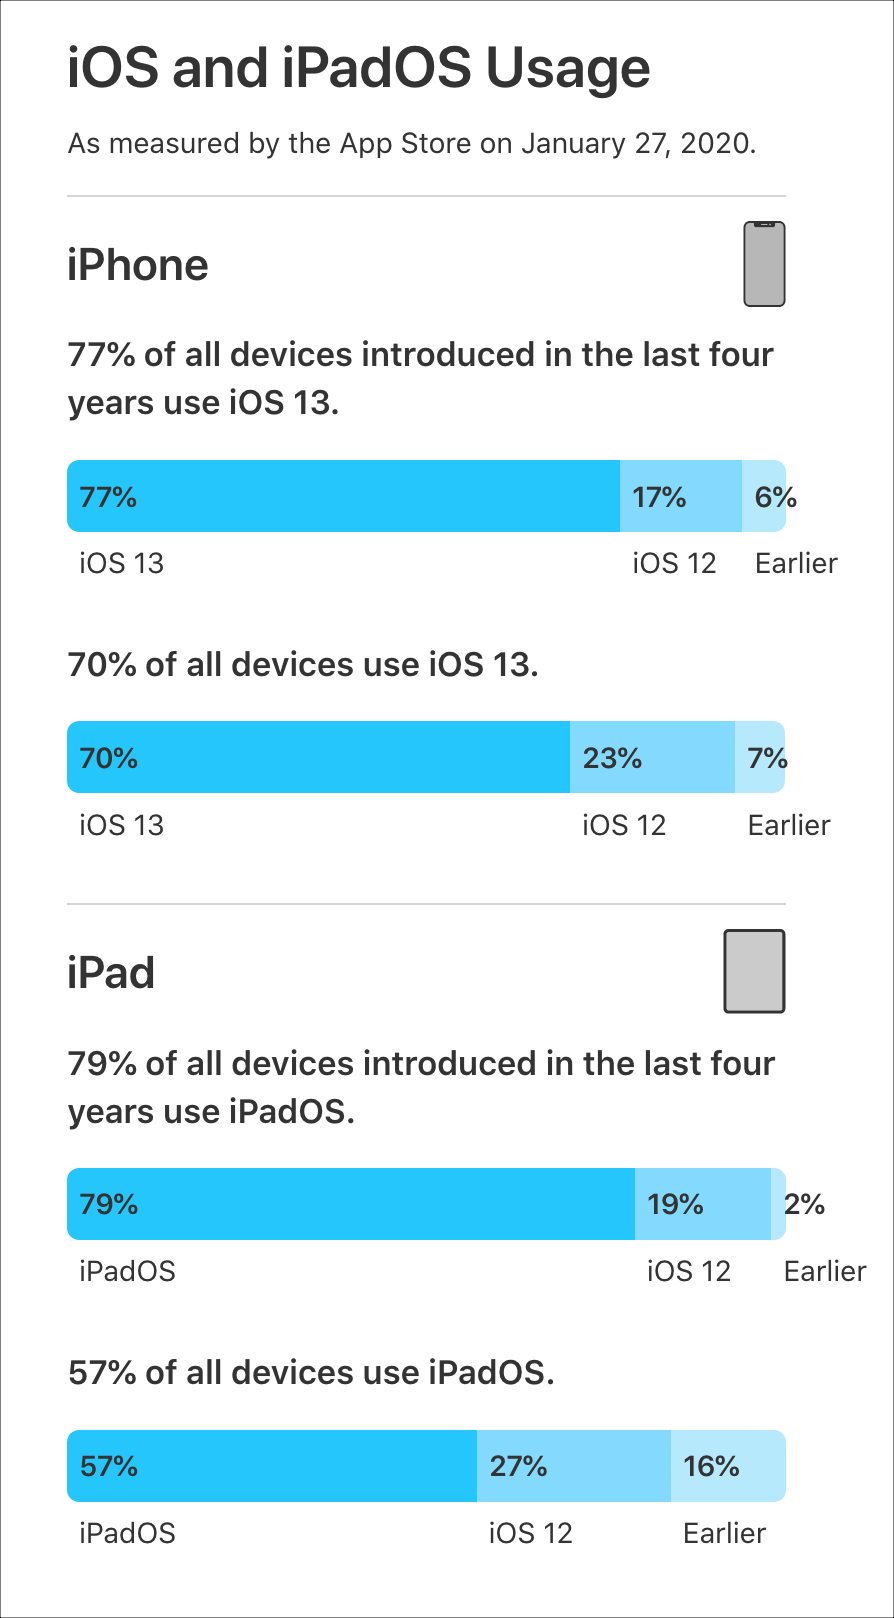 iOS and iPadOS Usage
As measured by the App Store on January 27, 2020.
iPhone
77% of all devices introduced in the last four
years use iOS 13.
77% 17% 6%
iOS 13 iOS 12 Earlier
70% of all devices use iOS 13.
70% 23% 7%
iOS 13 iOS 12 Earlier
iPad
79% of all devices introduced in the last four
years use iPadOS.
79% 19% 2%
iPadOS iOS 12 Earlier
57% of all devices use iPadOS.
57% 27% 16%
iPadOS iOS 12 Earlier